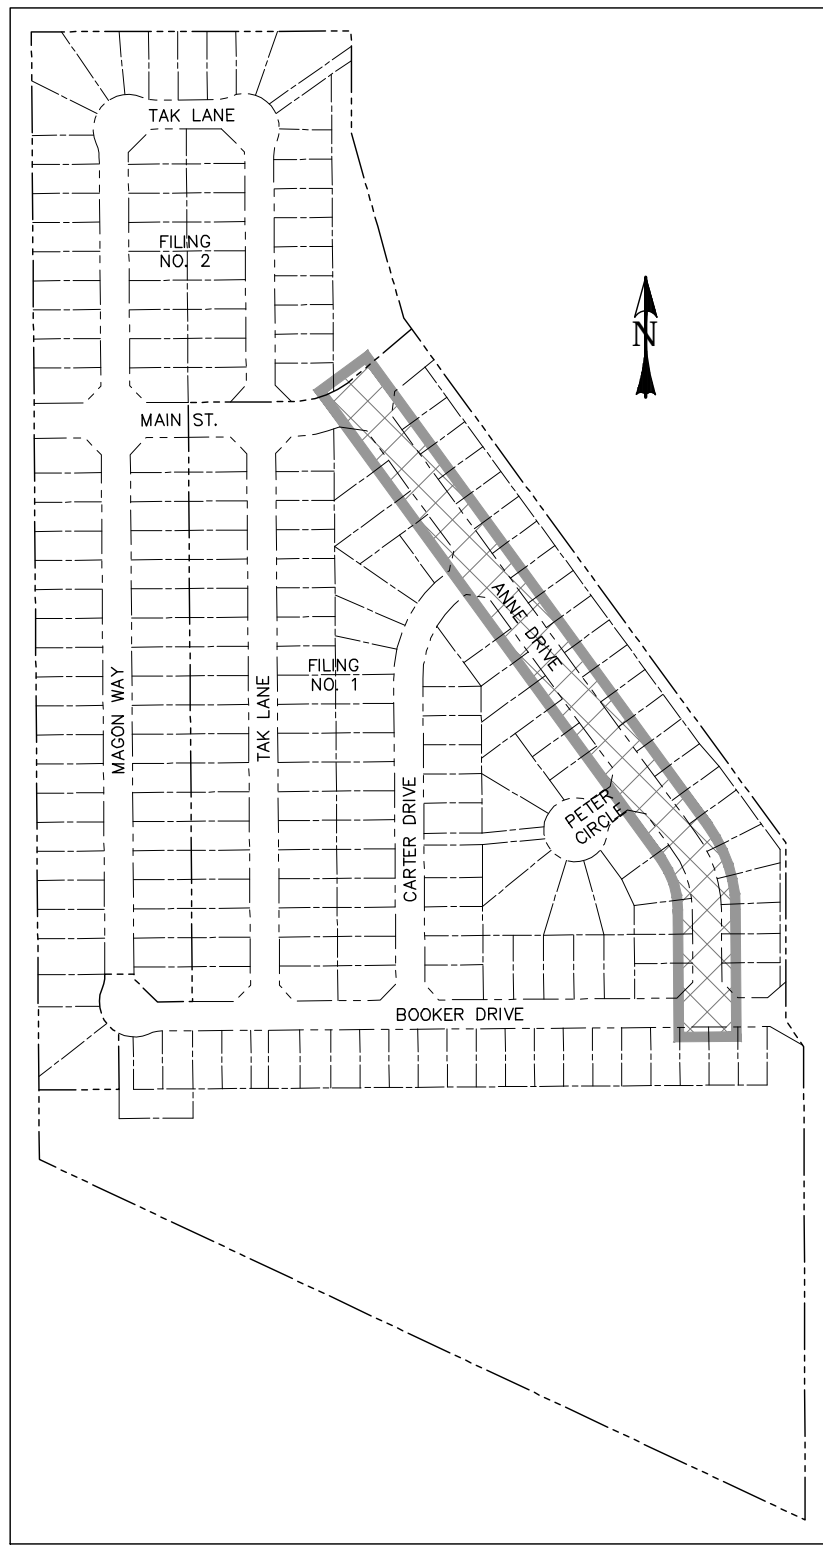 TAK LANE
FILING
NO. 2
N
MAIN ST.
ANNE DRIVE
FILING
NO. 1
MAGON WAY
TAK LANE
CARTER DRIVE
PETER
CIRCLE
BOOKER DRIVE